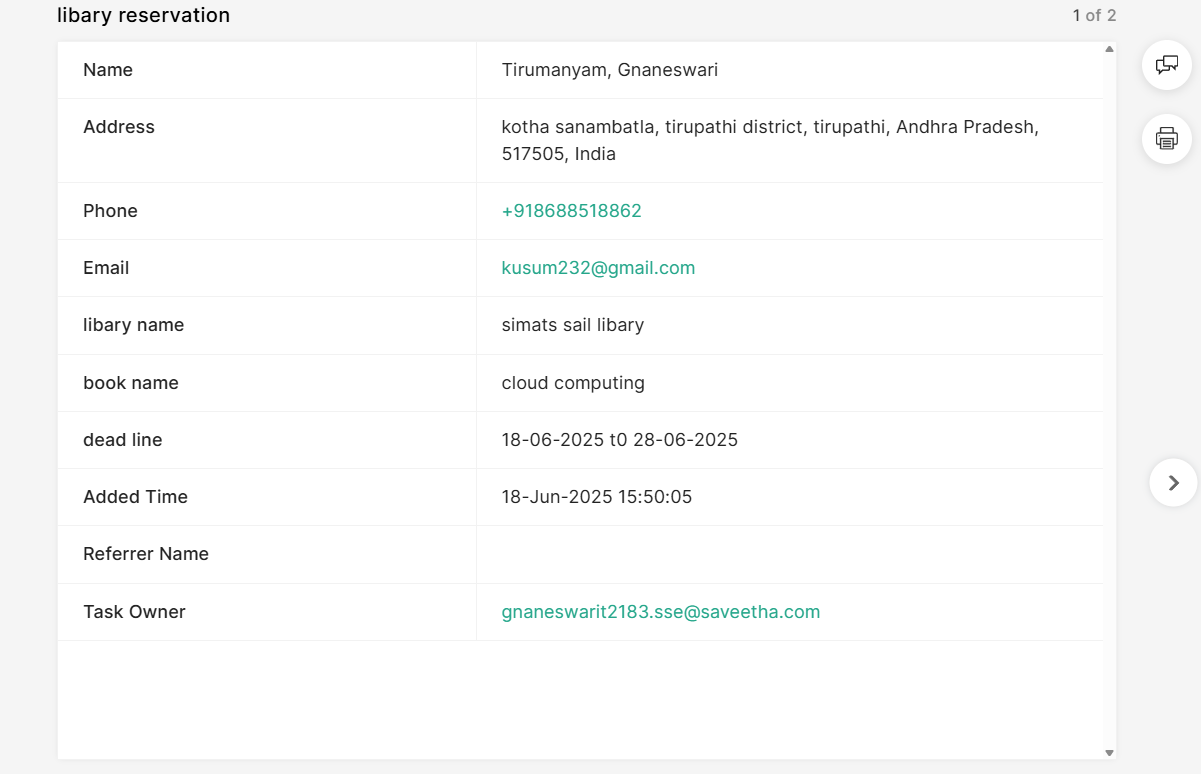 libary reservation
1 of 2
Name
Tirumanyam, Gnaneswari
Address
kotha sanambatla, tirupathi district, tirupathi, Andhra Pradesh,
517505, India
Phone
+918688518862
Email
kusum232@gmail.com
libary name
simats sail libary
book name
cloud computing
dead line
18-06-2025 t0 28-06-2025
Added Time
18-Jun-2025 15:50:05
Referrer Name
Task Owner
gnaneswarit2183.sse@saveetha.com